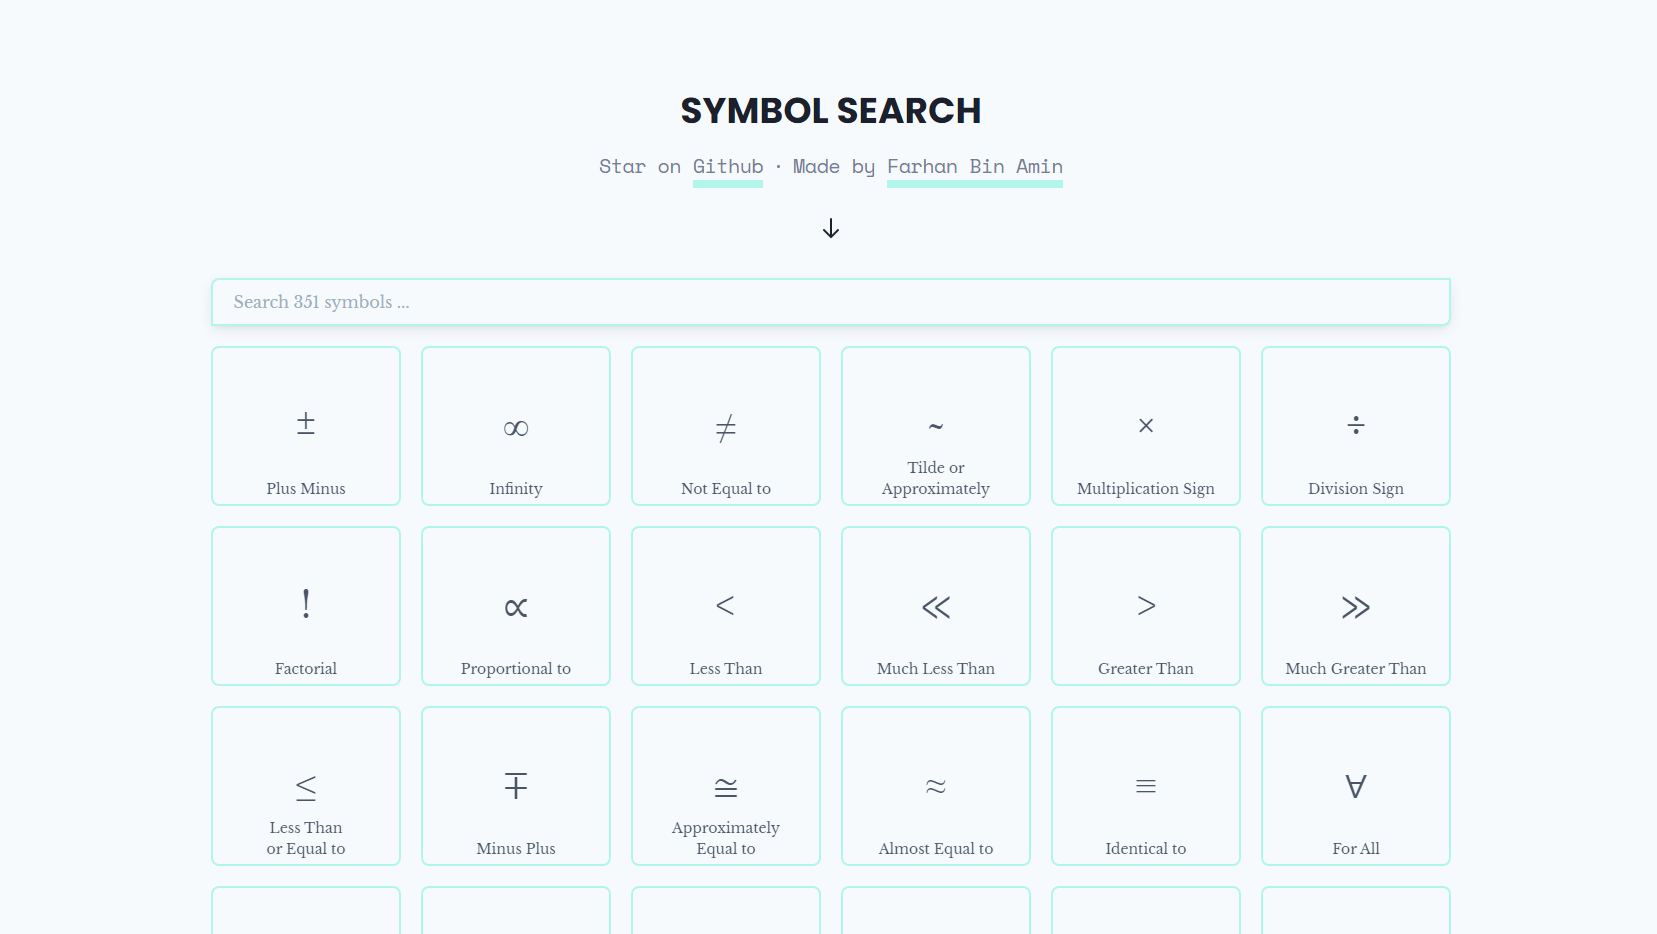 SYMBOL SEARCH
Star on Github · Made by Farhan Bin Amin
↓
Search 351 symbols ...
± ∞ ≠ ~ × ÷
Plus Minus
Infinity
Not Equal to
Tilde or
Approximately
Multiplication Sign
Division Sign
! ∝ < ≪ > ≫
Factorial
Proportional to
Less Than
Much Less Than
Greater Than
Much Greater Than
≤ ∓ ≅ ≈ ≡ ∀
Less Than
or Equal to
Minus Plus
Approximately
Equal to
Almost Equal to
Identical to
For All